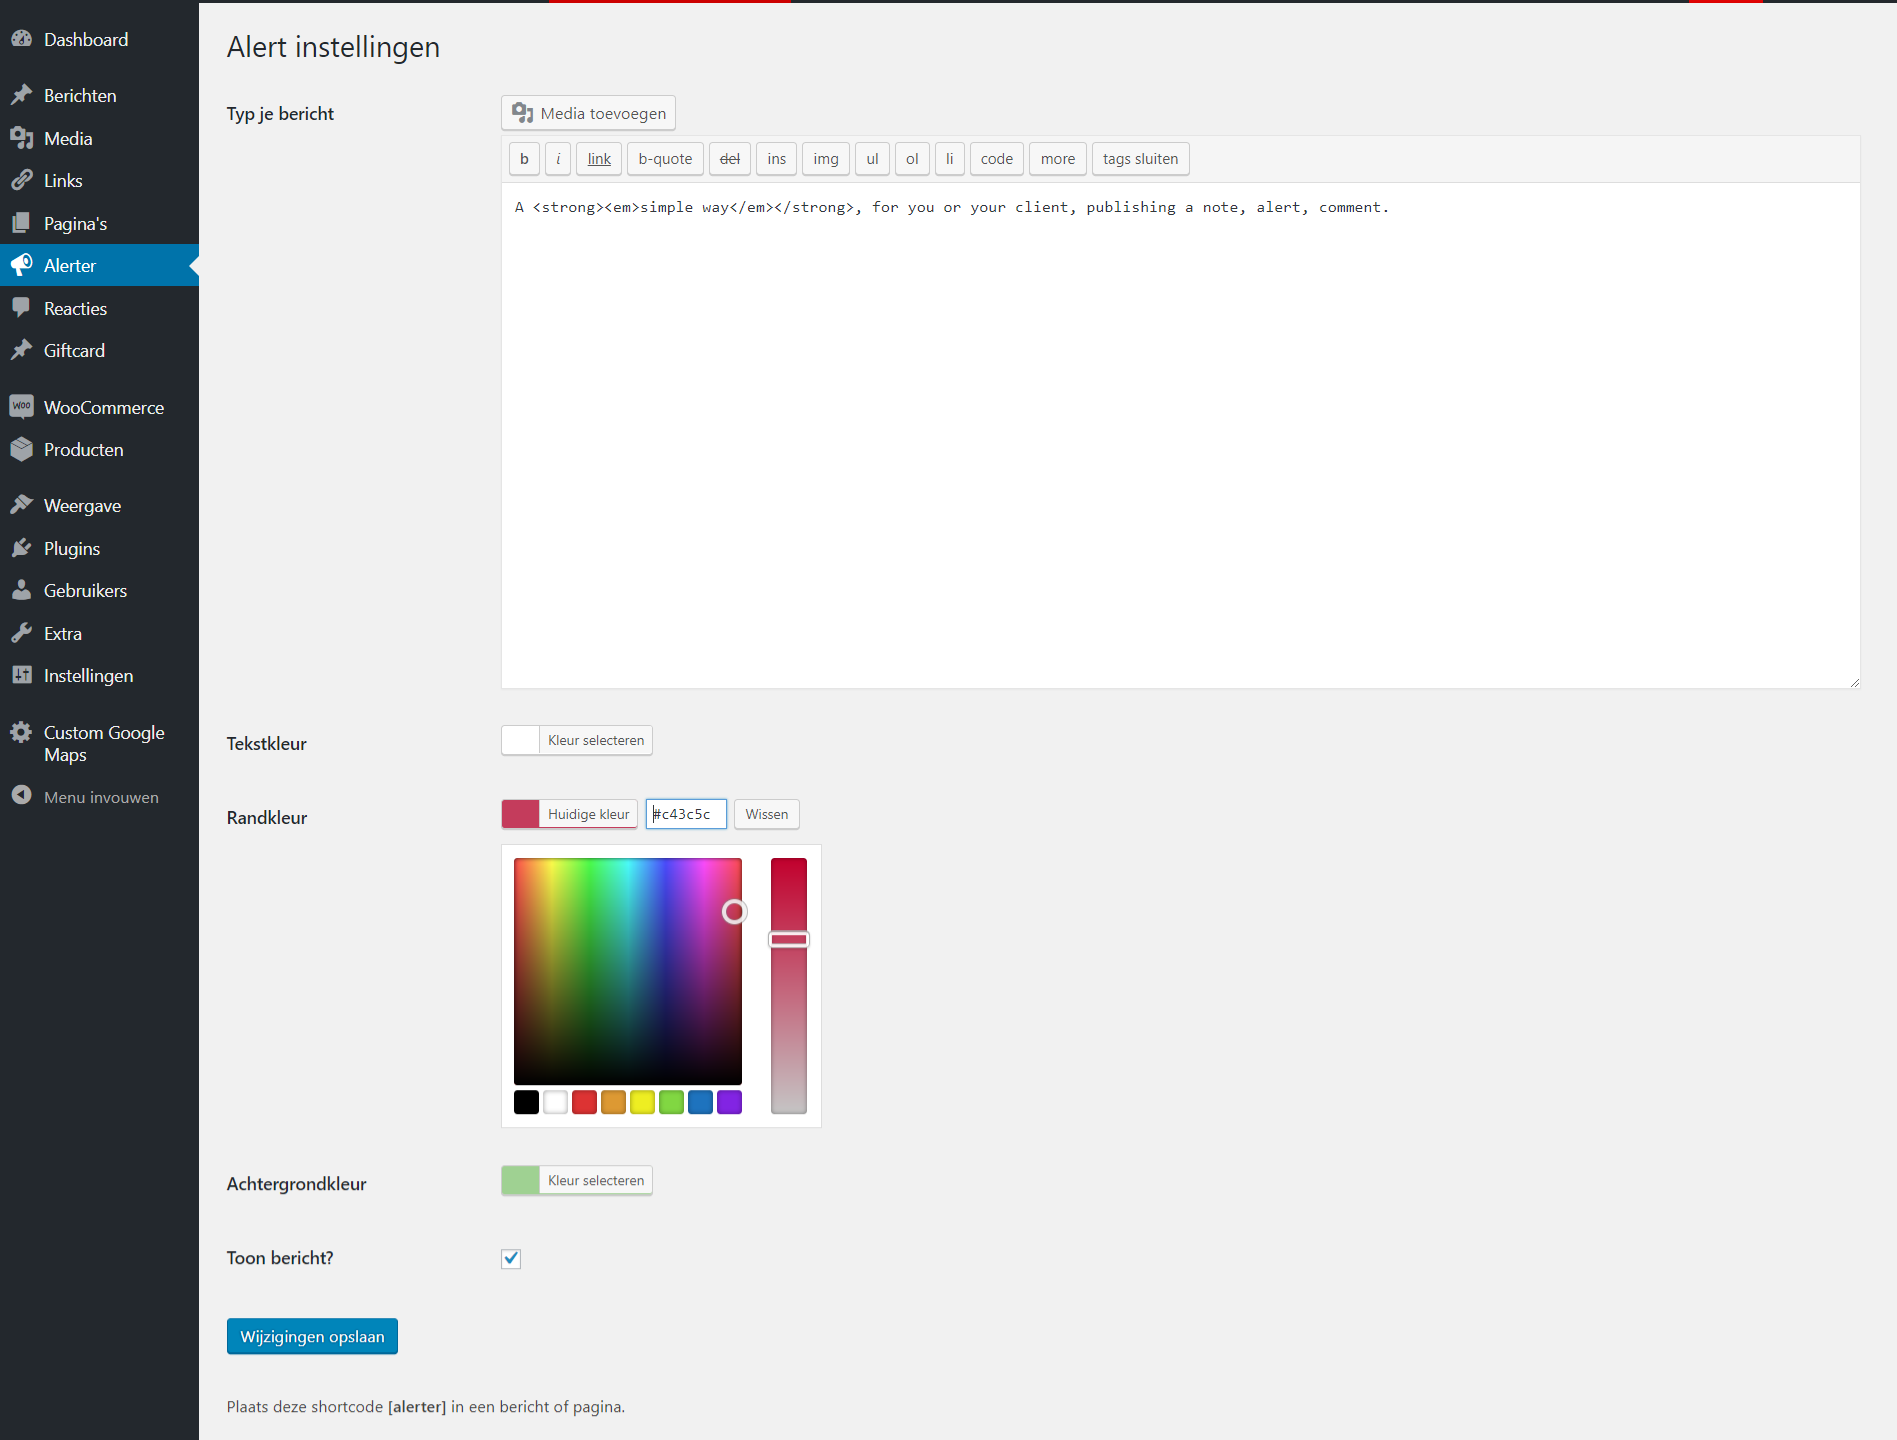 Dashboard
Berichten
Media
Links
Pagina's
Alerter
Reacties
Giftcard
Woo WooCommerce
Producten
Weergave
Plugins
Gebruikers
Extra
Instellingen
Custom Google
Maps
Menu invouwen
Alert instellingen
Typ je bericht
Media toevoegen
b i link b-quote del ins img ul ol li code more tags sluiten
A <strong><em>simple way</em></strong>, for you or your client, publishing a note, alert, comment.
Tekstkleur
Kleur selecteren
Randkleur
Huidige kleur #c43c5c Wissen
Achtergrondkleur
Kleur selecteren
Toon bericht?
Wijzigingen opslaan
Plaats deze shortcode [alerter] in een bericht of pagina.